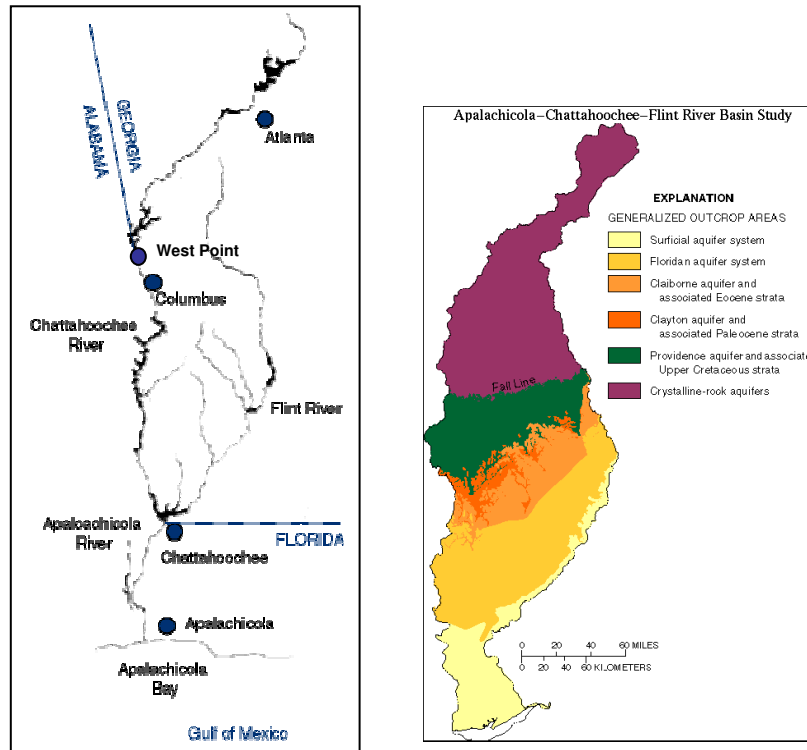 GEORGIA
ALABAMA
Atlanta
West Point
Columbus
Chattahoochee
River
Flint River
Apaloachicola
River
FLORIDA
Chattahoochee
Apalachicola
Apalachicola
Bay
Gulf of Mexico
Apalachicola–Chattahoochee–Flint River Basin Study
EXPLANATION
GENERALIZED OUTCROP AREAS
Surficial aquifer system
Floridan aquifer system
Claiborne aquifer and
associated Eocene strata
Clayton aquifer and
associated Paleocene strata
Providence aquifer and associate
Upper Cretaceous strata
Crystalline-rook aquifers
Fall Line
0 20 40 60 MILES
0 20 40 60 KILOMETERS